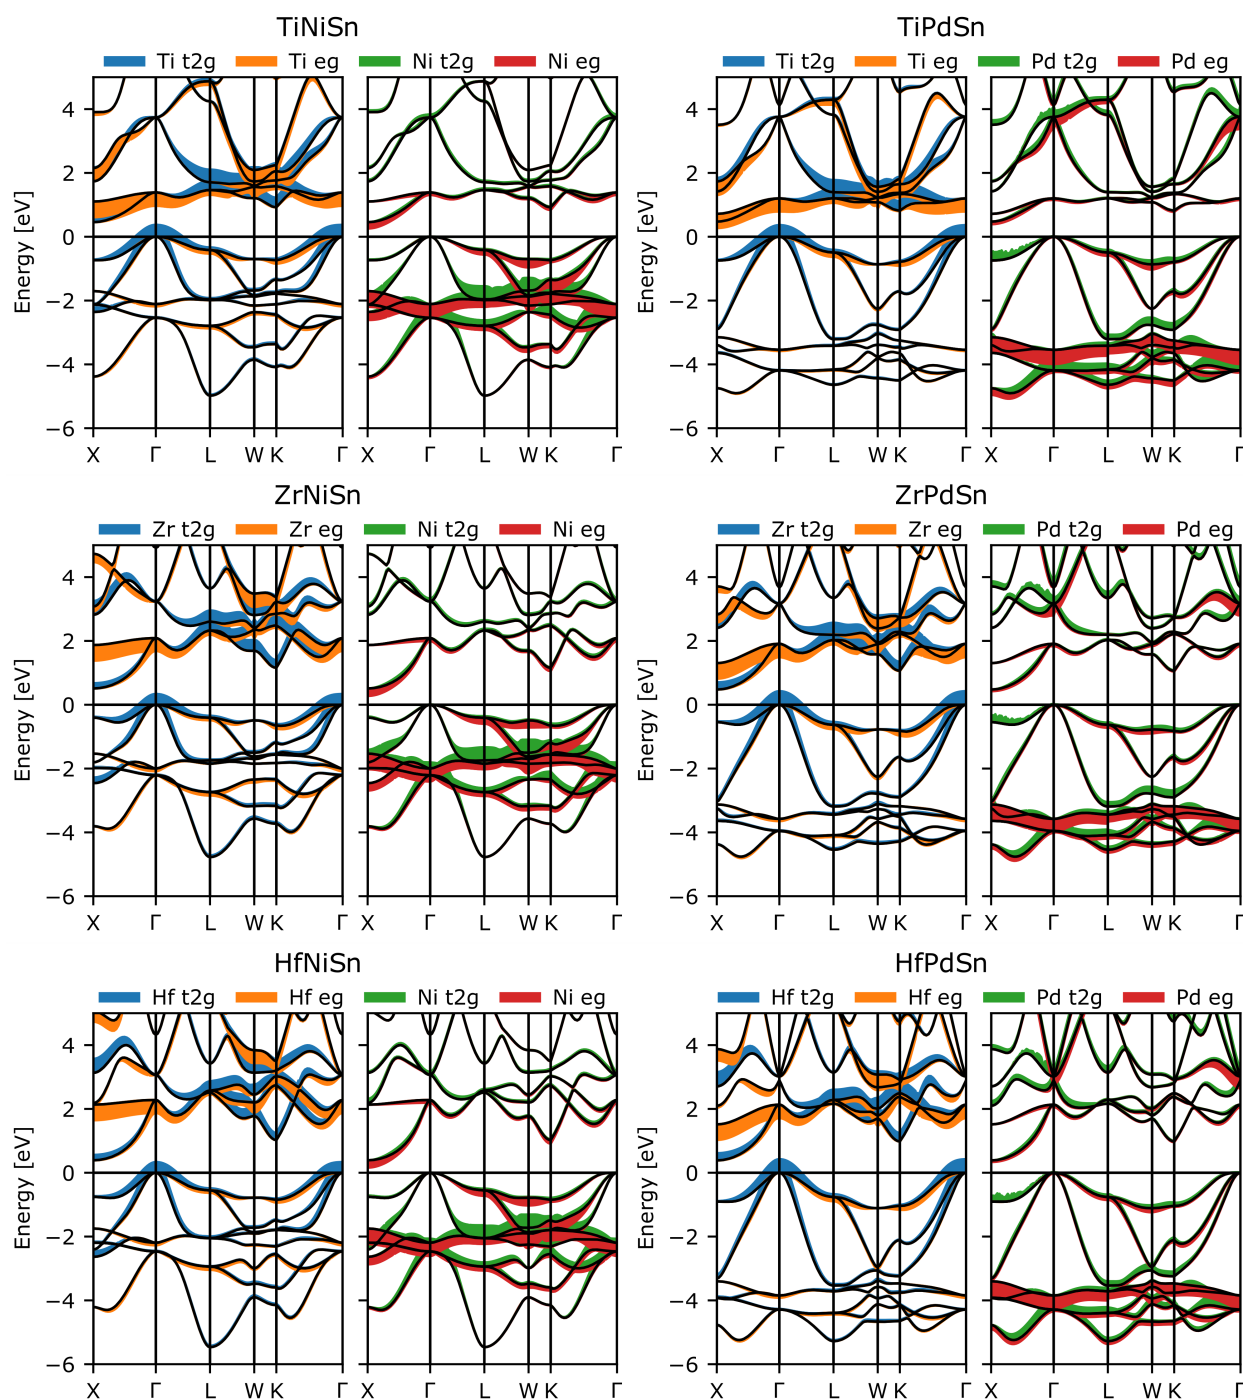 TiNiSn TiPdSn
Ti t2g Ti eg Ni t2g Ni eg Ti t2g Ti eg Pd t2g Pd eg
Energy [eV] 4 2 0 −2 −4 −6 Energy [eV] 4 2 0 −2 −4 −6
X Γ L W K Γ X Γ L W K Γ X Γ L W K Γ X Γ L W K Γ
ZrNiSn ZrPdSn
Zr t2g Zr eg Ni t2g Ni eg Zr t2g Zr eg Pd t2g Pd eg
Energy [eV] 4 2 0 −2 −4 −6 Energy [eV] 4 2 0 −2 −4 −6
X Γ L W K Γ X Γ L W K Γ X Γ L W K Γ X Γ L W K Γ
HfNiSn HfPdSn
Hf t2g Hf eg Ni t2g Ni eg Hf t2g Hf eg Pd t2g Pd eg
Energy [eV] 4 2 0 −2 −4 −6 Energy [eV] 4 2 0 −2 −4 −6
X Γ L W K Γ X Γ L W K Γ X Γ L W K Γ X Γ L W K Γ